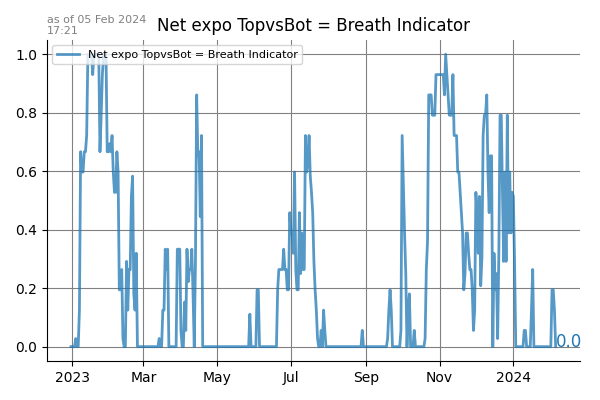 as of 05 Feb 2024
17:21
Net expo TopvsBot = Breath Indicator
Net expo TopvsBot = Breath Indicator
1.0
0.8
0.6
0.4
0.2
0.0
0.0
2023 Mar May Jul Sep Nov 2024